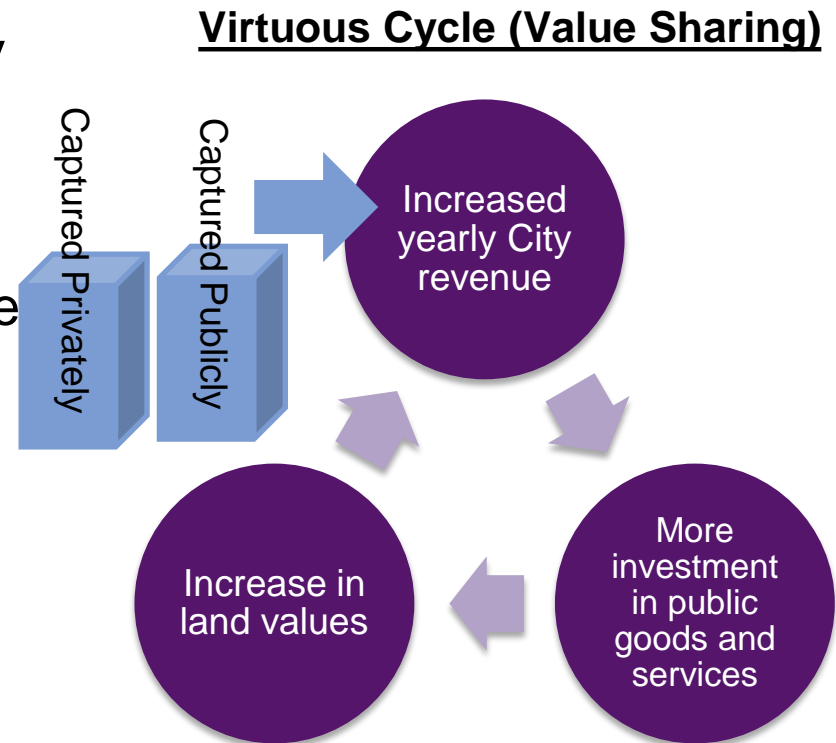 Virtuous Cycle (Value Sharing)
Captured Privately
Captured Publicly
Increased
yearly City
revenue
More
investment
in public
goods and
services
Increase in
land values